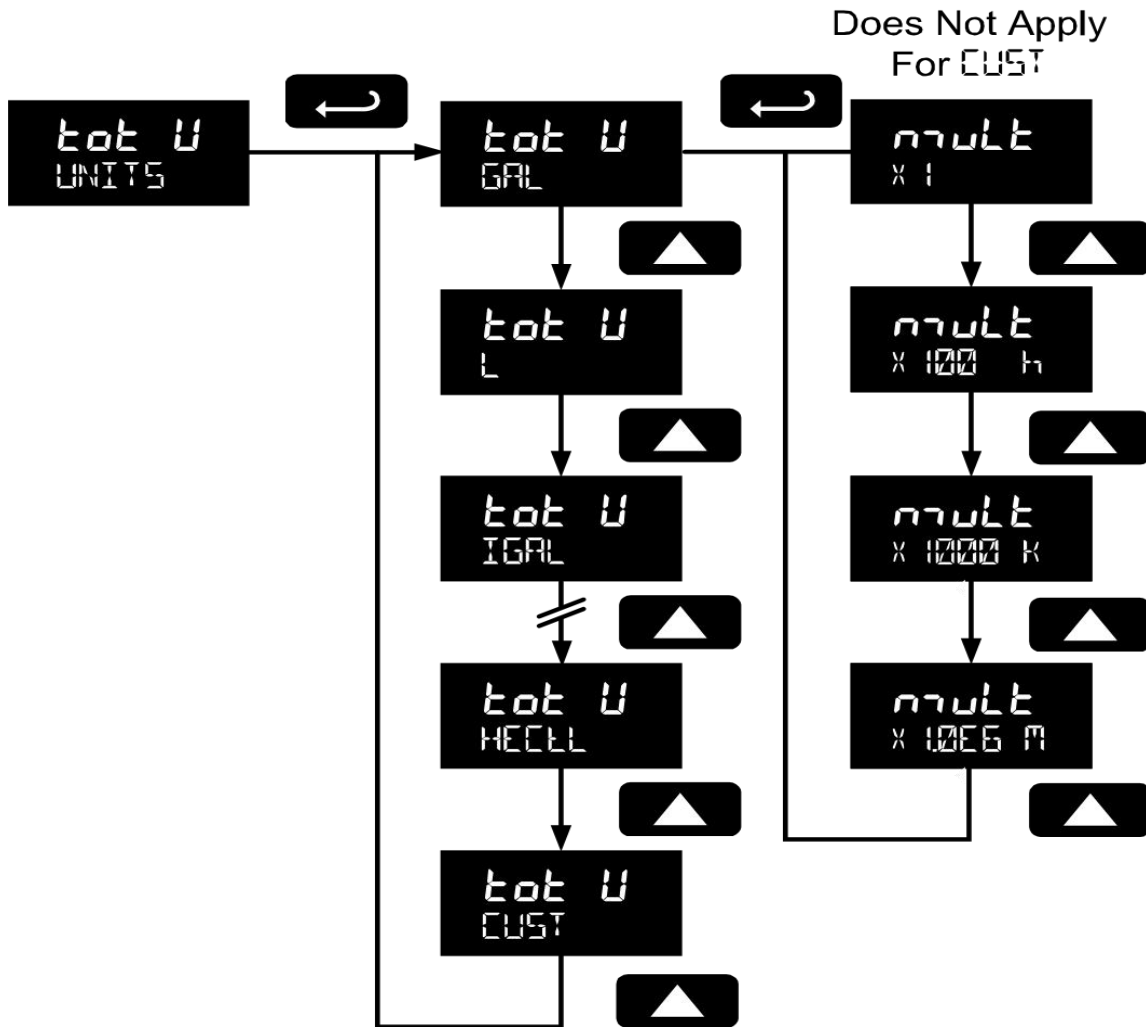 Does Not Apply
For CUST
tot U
UNITS
tot U
GAL
mult
X 1
tot U
L
mult
X 100 h
tot U
IGAL
mult
X 1000 K
tot U
HECtL
mult
X 1.0E6 M
tot U
CUST